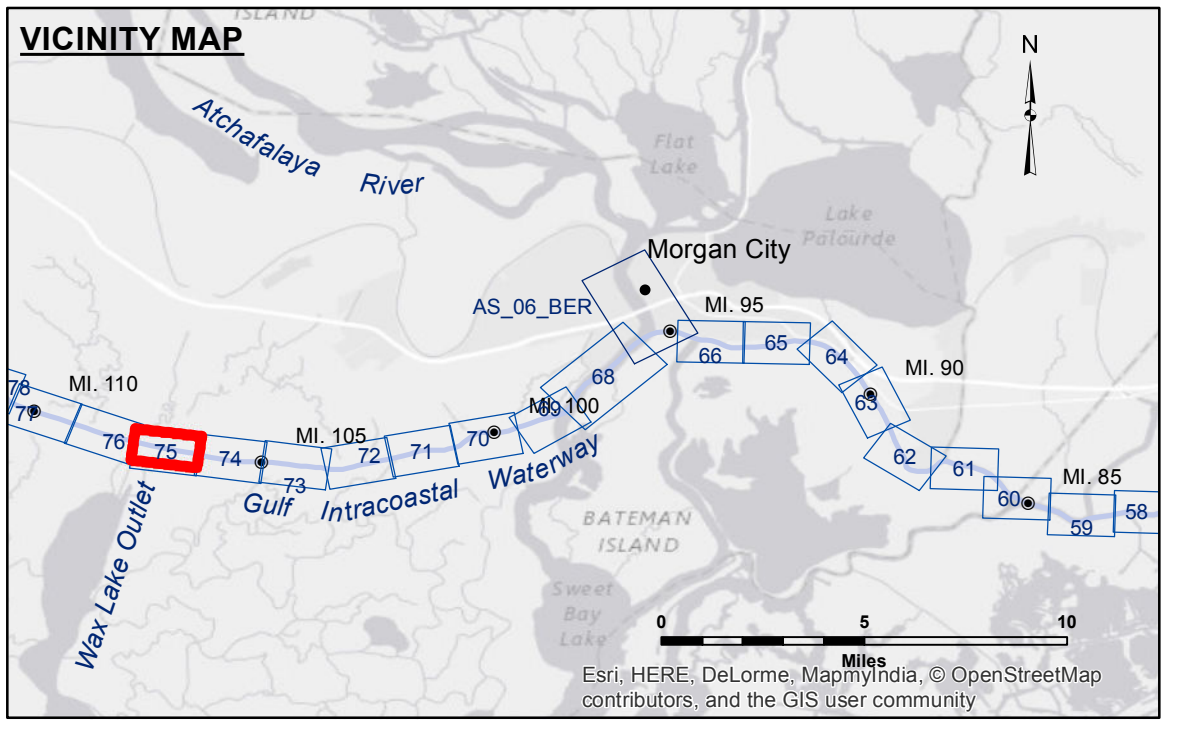 ISLAND
VICINITY MAP
N
Atchafalaya
River
Flat
Lake
Lake
Palourde
Morgan City
AS_06_BER
MI. 95
66
65
64
68
MI. 90
63
78
MI. 110
77
69
MI. 100
76
75
74
MI. 105
73
72
71
70
62
61
60
MI. 85
59
58
Wax Lake Outlet
Gulf
Intracoastal
Waterway
BATEMAN
ISLAND
Sweet
Bay
Lake
0 5 10
Miles
Esri, HERE, DeLorme, MapmyIndia, © OpenStreetMap
contributors, and the GIS user community